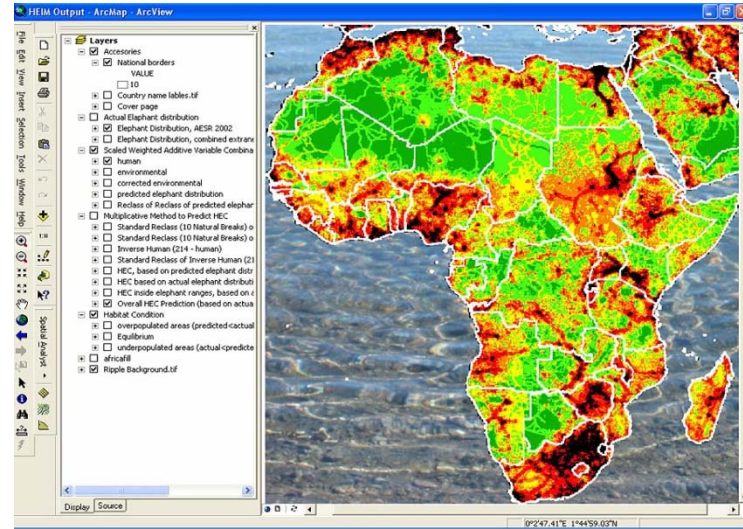 HEIM Output - ArcMap - ArcView
File Edit View Insert Selection Tools Window Help
Layers
Accesories
National borders
VALUE
10
Country name lables.tif
Cover page
Actual Elephant distribution
Elephant Distribution, AESR 2002
Elephant Distribution, combined extran
Scaled Weighted Additive Variable Combina
human
environmental
corrected environmental
predicted elephant distribution
Reclass of Reclass of predicted elephar
Multiplicative Method to Predict HEC
Standard Reclass (10 Natural Breaks) o
Standard Reclass (10 Natural Breaks) o
Inverse Human (214 - human)
Standard Reclass of Inverse Human (21
HEC, based on predicted elephant distr
HEC based on actual elephant distributi
HEC inside elephant ranges, based on a
Overall HEC Prediction (based on actua
Habitat Condition
overpopulated areas (predicted<actual
Equilibrium
underpopulated areas (actual<predicte
africafill
Ripple Background.tif
Spatial Analyst
Display Source
0°2'47.41"E 1°44'59.03"N